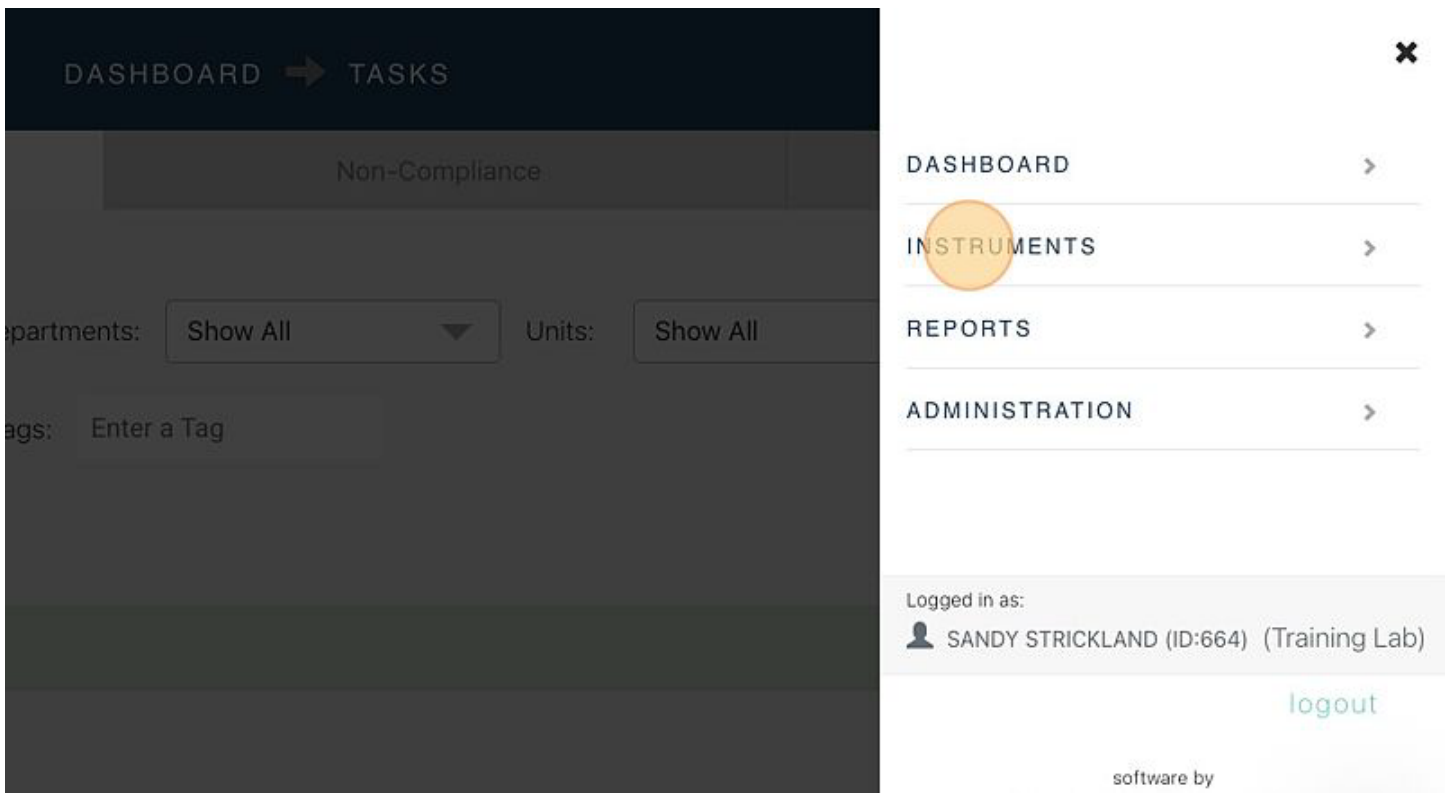 DASHBOARD TASKS
Non-Compliance
epartments: Show All Units: Show All
ags: Enter a Tag
DASHBOARD
INSTRUMENTS
REPORTS
ADMINISTRATION
Logged in as:
SANDY STRICKLAND (ID:664) (Training Lab)
logout
software by